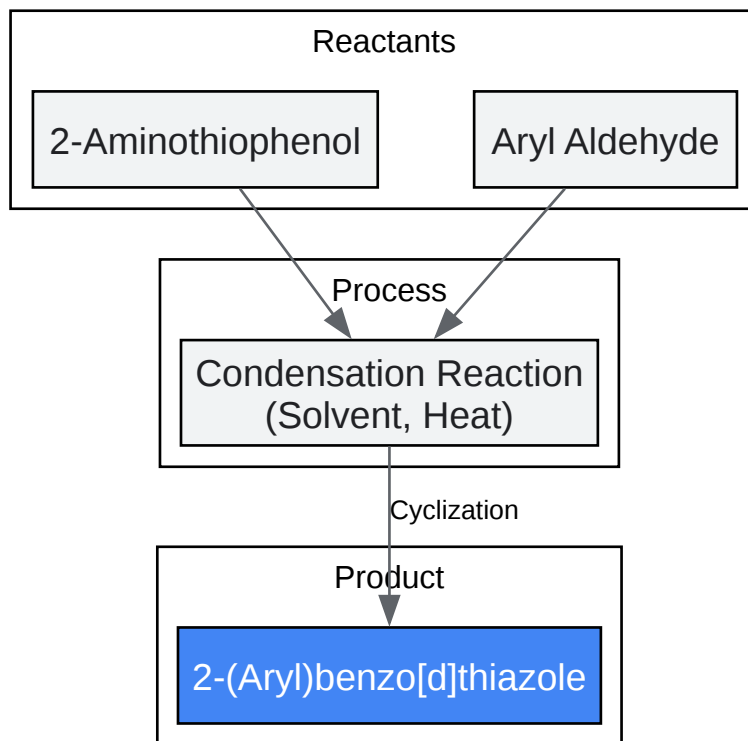 Reactants
2-Aminothiophenol
Aryl Aldehyde
Process
Condensation Reaction
(Solvent, Heat)
Cyclization
Product
2-(Aryl)benzo[d]thiazole